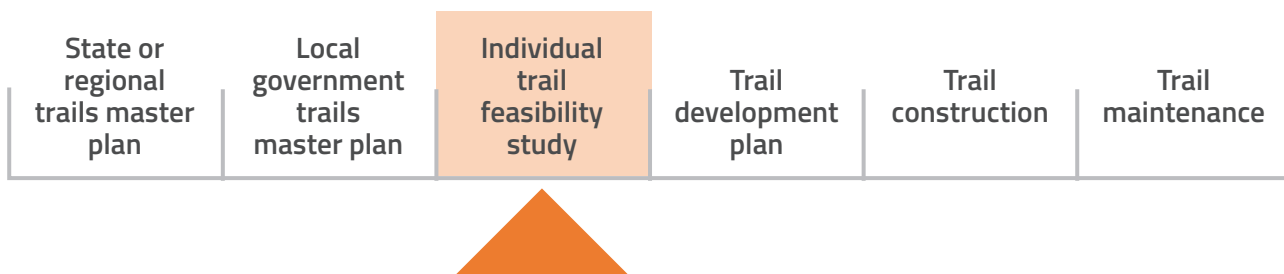 State or
regional
trails master
plan
Local
government
trails
master plan
Individual
trail
feasibility
study
Trail
development
plan
Trail
construction
Trail
maintenance